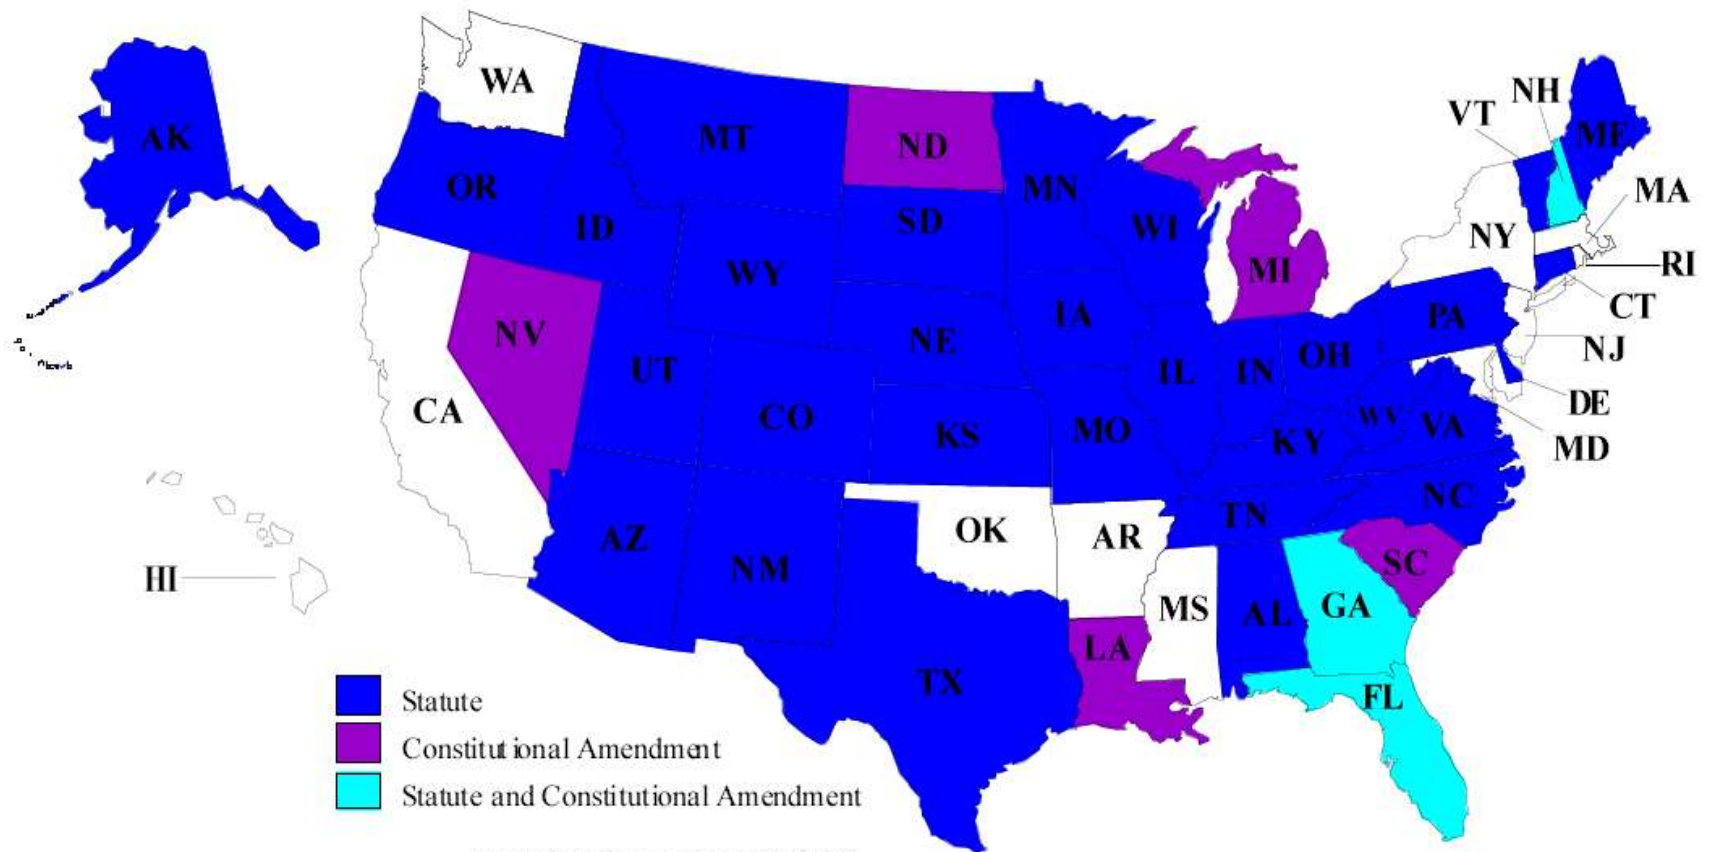 WA
NH
VT
AK
MT
ND
ME
OR
MN
MA
ID
SD
WI
NY
WY
MI
RI
CT
NV
NE
IA
PA
NJ
UT
IL
IN
OH
DE
CA
CO
KS
MO
KY
WV
VA
MD
NC
AZ
NM
OK
AR
TN
SC
HI
MS
AL
GA
LA
TX
FL
Statute
Constitutional Amendment
Statute and Constitutional Amendment